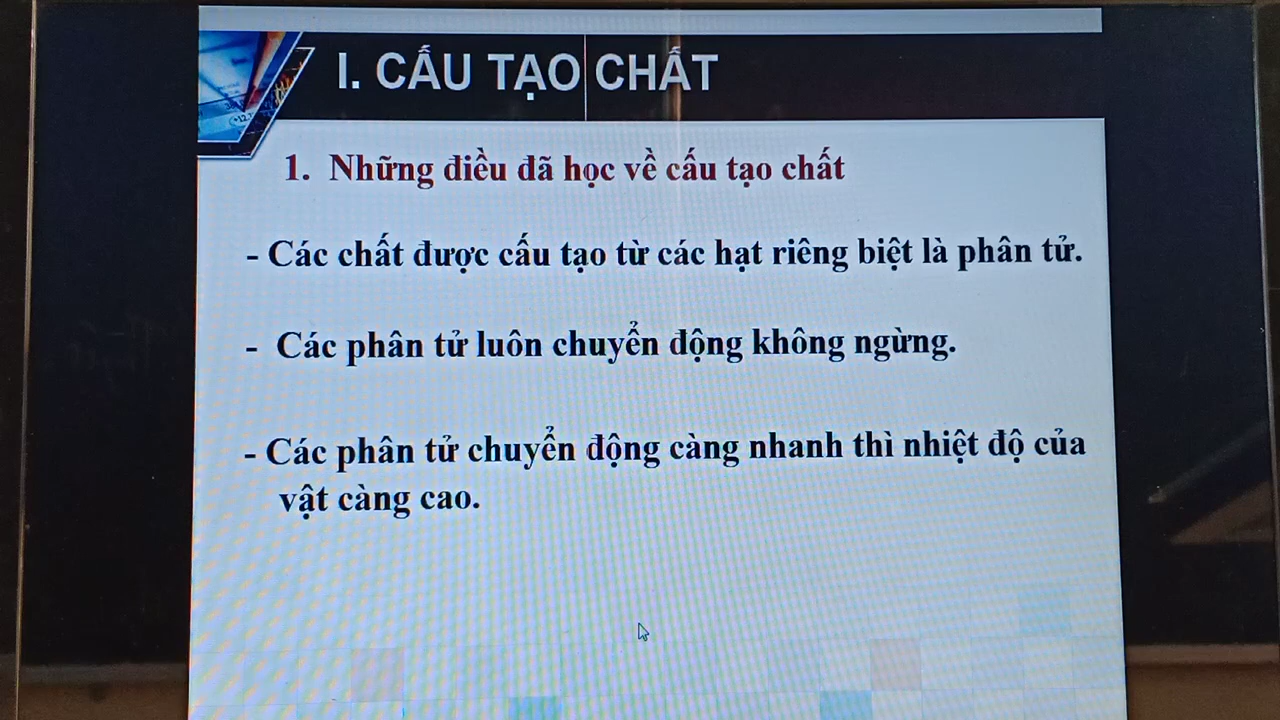 I. CẤU TẠO CHẤT
1. Những điều đã học về cấu tạo chất
- Các chất được cấu tạo từ các hạt riêng biệt là phân tử.
- Các phân tử luôn chuyển động không ngừng.
- Các phân tử chuyển động càng nhanh thì nhiệt độ của
vật càng cao.